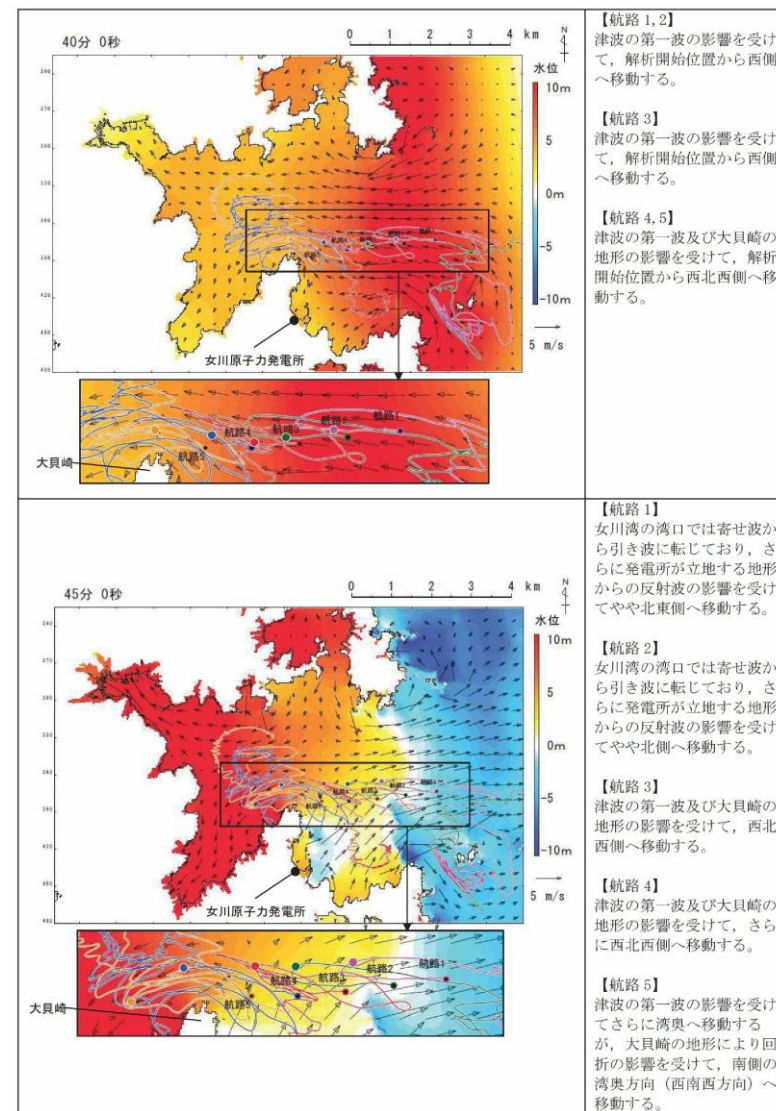 40分 0秒
0 1 2 3 4 km
N
水位
10m
5
0m
-5
-10m
5 m/s
女川原子力発電所
航路1
航路2
航路3
航路4
航路5
大貝崎
【航路 1,2】
津波の第一波の影響を受け
て，解析開始位置から西側
へ移動する。
【航路 3】
津波の第一波の影響を受け
て，解析開始位置から西側
へ移動する。
【航路 4,5】
津波の第一波及び大貝崎の
地形の影響を受けて，解析
開始位置から西北西側へ移
動する。
45分 0秒
0 1 2 3 4 km
N
水位
10m
5
0m
-5
-10m
5 m/s
女川原子力発電所
航路1
航路2
航路3
航路4
航路5
大貝崎
【航路 1】
女川湾の湾口では寄せ波か
ら引き波に転じており，さ
らに発電所が立地する地形
からの反射波の影響を受け
てやや北東側へ移動する。
【航路 2】
女川湾の湾口では寄せ波か
ら引き波に転じており，さ
らに発電所が立地する地形
からの反射波の影響を受け
てやや北側へ移動する。
【航路 3】
津波の第一波及び大貝崎の
地形の影響を受けて，西北
西側へ移動する。
【航路 4】
津波の第一波及び大貝崎の
地形の影響を受けて，さら
に西北西側へ移動する。
【航路 5】
津波の第一波の影響を受け
てさらに湾奥へ移動する
が，大貝崎の地形により回
折の影響を受けて，南側の
湾奥方向（西南西方向）へ
移動する。